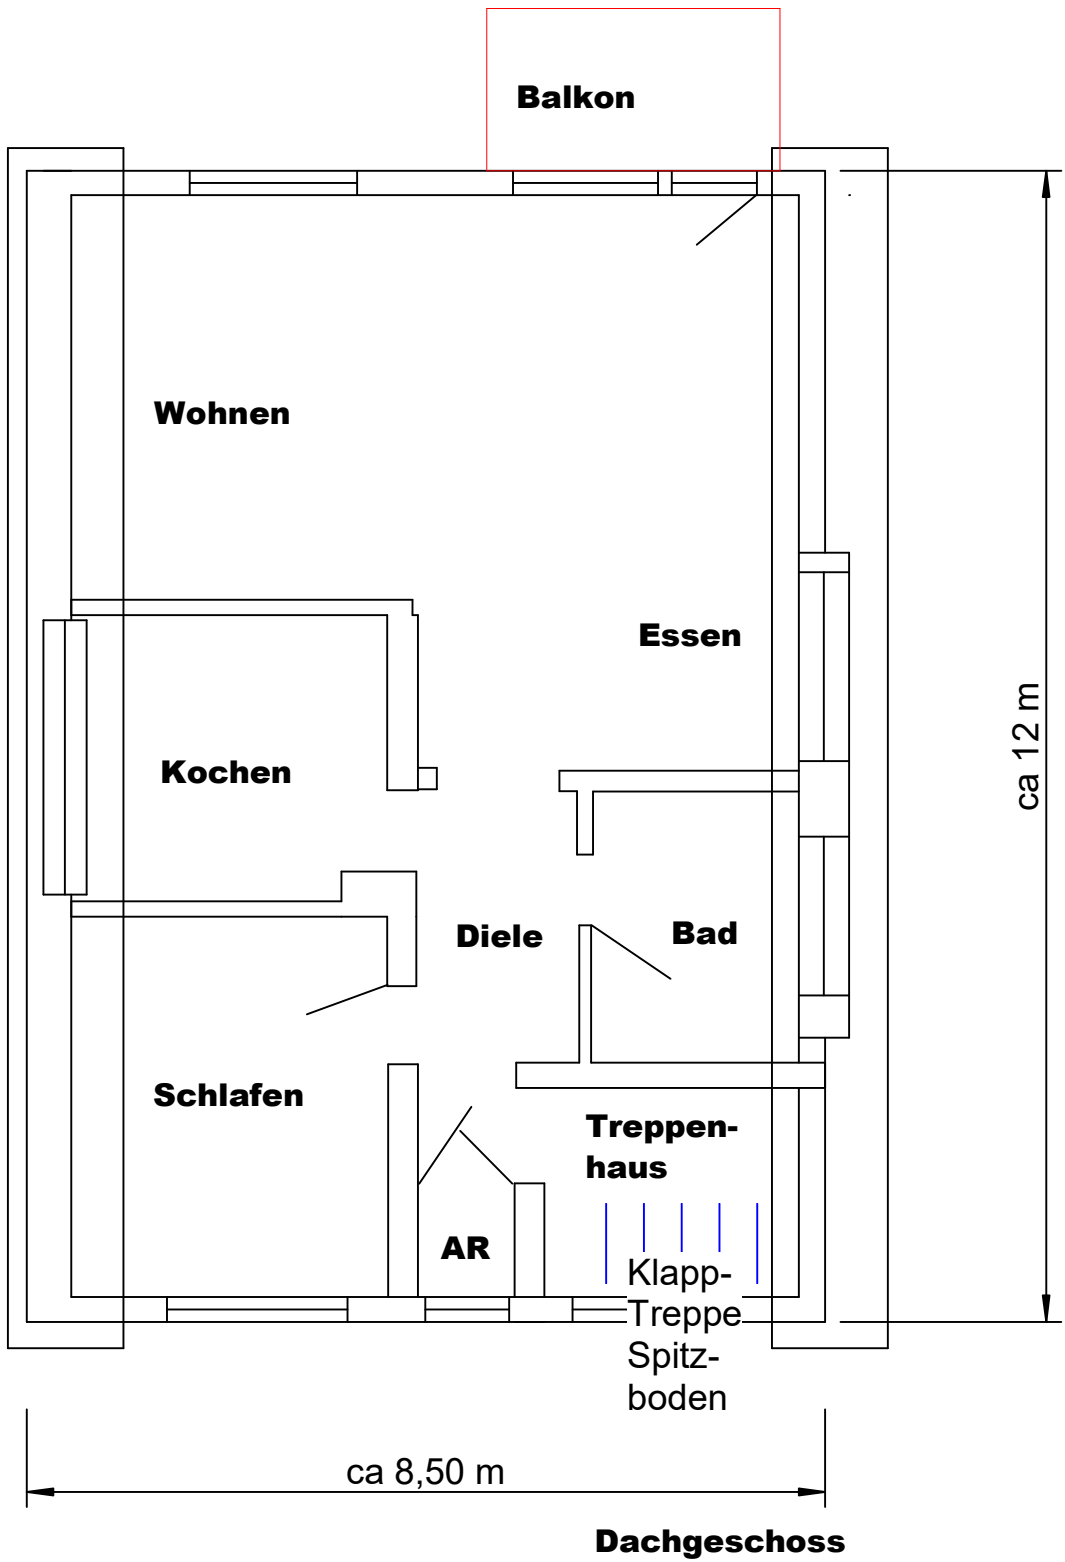 Balkon
Wohnen
Essen
ca 12 m
Kochen
Diele
Bad
Schlafen
Treppen-
haus
AR
Klapp-
Treppe
Spitz-
boden
ca 8,50 m
Dachgeschoss